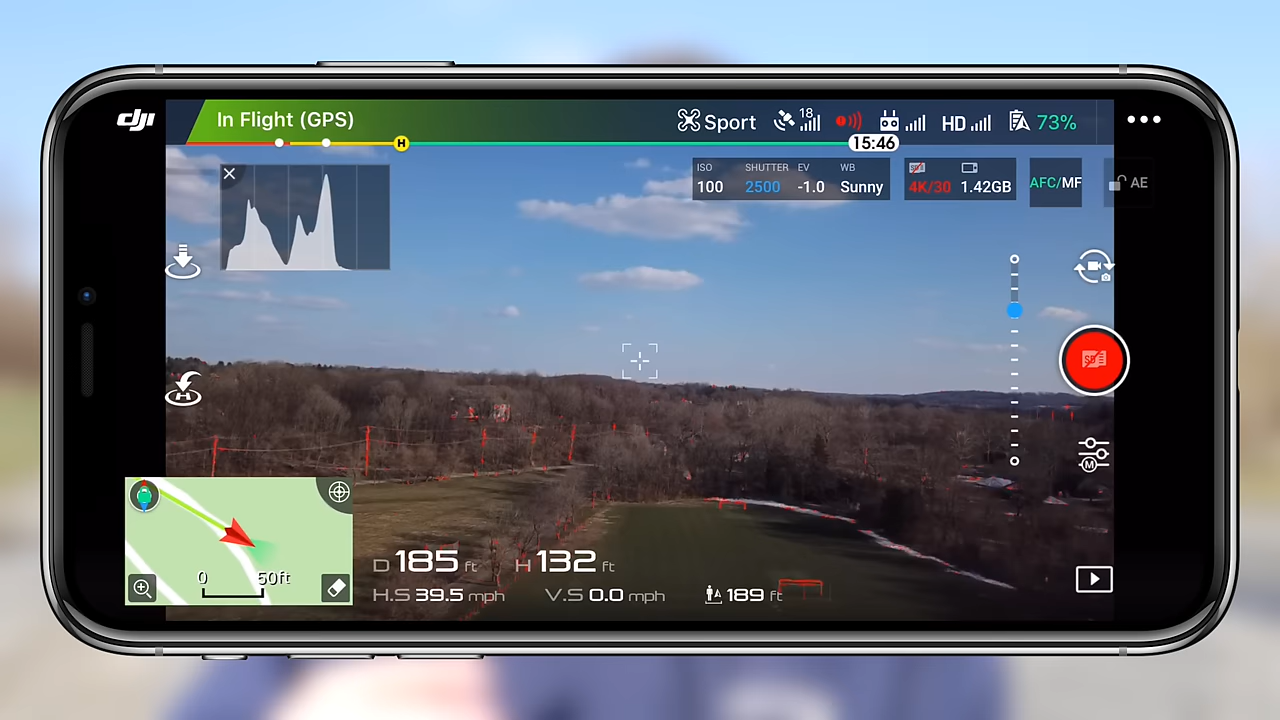 dji In Flight (GPS) Sport 18 HD 73%
H 15:46
ISO SHUTTER EV WB
100 2500 -1.0 Sunny 4K/30 1.42GB AFC/MF AE
SD
H
M
0 50ft
D 185 ft H 132 ft
H.S 39.5 mph V.S 0.0 mph 189 ft